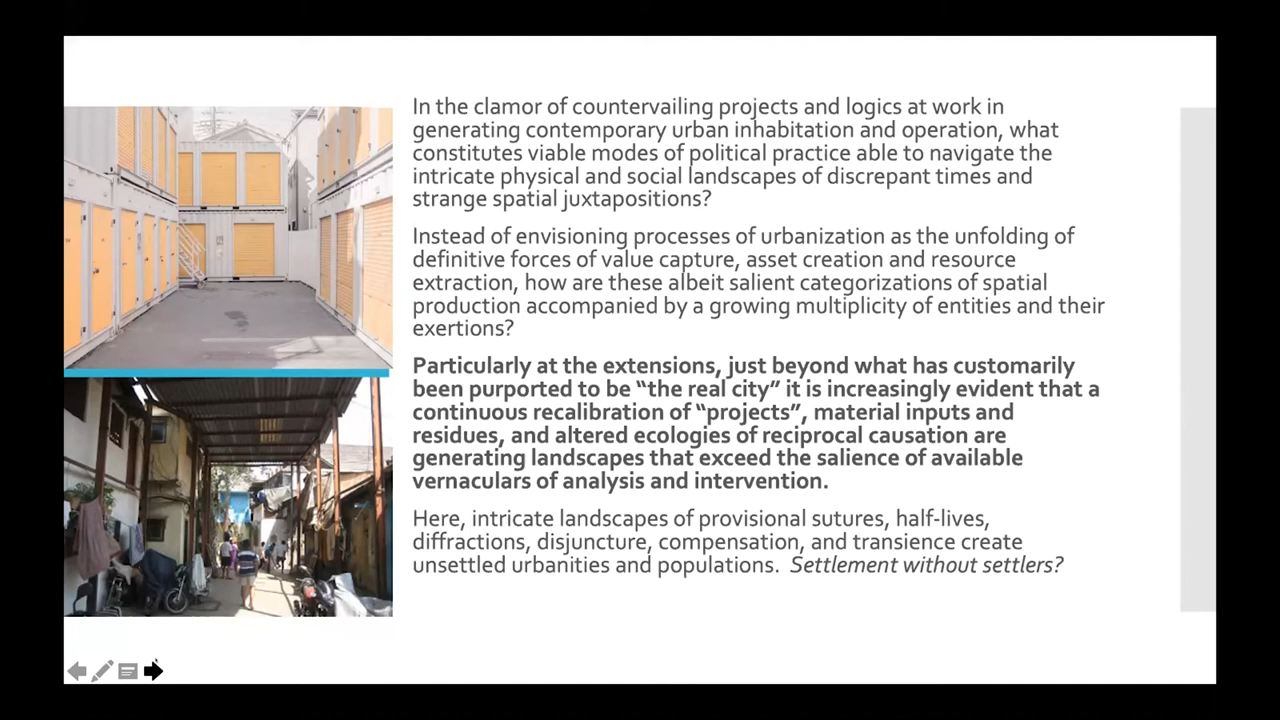 In the clamor of countervailing projects and logics at work in
generating contemporary urban inhabitation and operation, what
constitutes viable modes of political practice able to navigate the
intricate physical and social landscapes of discrepant times and
strange spatial juxtapositions?
Instead of envisioning processes of urbanization as the unfolding of
definitive forces of value capture, asset creation and resource
extraction, how are these albeit salient categorizations of spatial
production accompanied by a growing multiplicity of entities and their
exertions?
Particularly at the extensions, just beyond what has customarily
been purported to be “the real city” it is increasingly evident that a
continuous recalibration of “projects”, material inputs and
residues, and altered ecologies of reciprocal causation are
generating landscapes that exceed the salience of available
vernaculars of analysis and intervention.
Here, intricate landscapes of provisional sutures, half-lives,
diffractions, disjuncture, compensation, and transience create
unsettled urbanities and populations. Settlement without settlers?